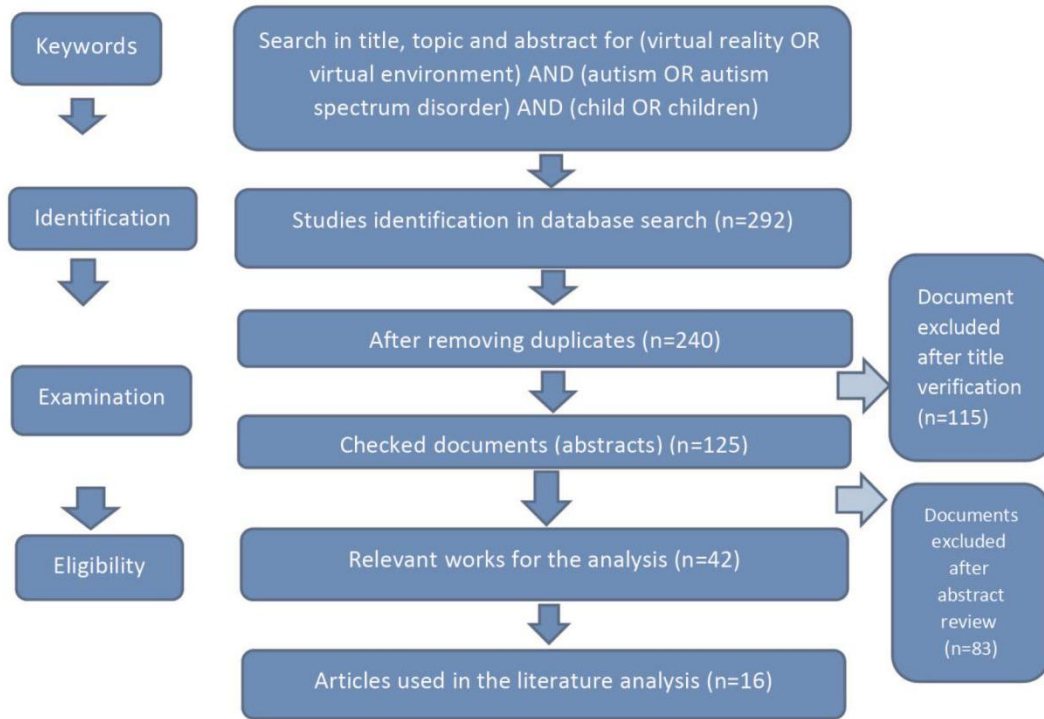 Keywords
Search in title, topic and abstract for (virtual reality OR
virtual environment) AND (autism OR autism
spectrum disorder) AND (child OR children)
Identification
Studies identification in database search (n=292)
After removing duplicates (n=240)
Document
excluded
after title
verification
(n=115)
Examination
Checked documents (abstracts) (n=125)
Documents
excluded
after
abstract
review
(n=83)
Eligibility
Relevant works for the analysis (n=42)
Articles used in the literature analysis (n=16)